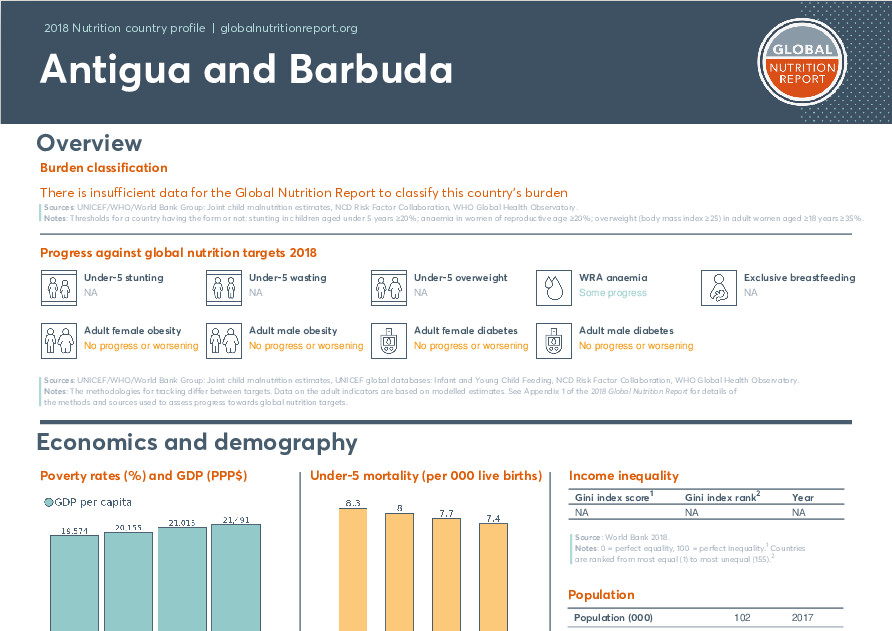 2018 Nutrition country profile | globalnutritionreport.org
Antigua and Barbuda
GLOBAL
NUTRITION
REPORT
Overview
Burden classification
There is insufficient data for the Global Nutrition Report to classify this country's burden
Sources: UNICEF/WHO/World Bank Group: Joint child malnutrition estimates, NCD Risk Factor Collaboration, WHO Global Health Observatory.
Notes: Thresholds for a country having the form or not: stunting in children aged under 5 years ≥20%; anaemia in women of reproductive age ≥20%; overweight (body mass index ≥25) in adult women aged ≥18 years ≥35%.
Progress against global nutrition targets 2018
Under-5 stunting
NA
Under-5 wasting
NA
Under-5 overweight
NA
WRA anaemia
Some progress
Exclusive breastfeeding
NA
Adult female obesity
No progress or worsening
Adult male obesity
No progress or worsening
Adult female diabetes
No progress or worsening
Adult male diabetes
No progress or worsening
Sources: UNICEF/WHO/World Bank Group: Joint child malnutrition estimates, UNICEF global databases: Infant and Young Child Feeding, NCD Risk Factor Collaboration, WHO Global Health Observatory.
Notes: The methodologies for tracking differ between targets. Data on the adult indicators are based on modelled estimates. See Appendix 1 of the 2018 Global Nutrition Report for details of
the methods and sources used to assess progress towards global nutrition targets.
Economics and demography
Poverty rates (%) and GDP (PPP$)
GDP per capita
19,574 20,155 21,015 21,491
Under-5 mortality (per 000 live births)
8.3 8 7.7 7.4
Income inequality
Gini index score1 Gini index rank2 Year
NA NA NA
Source: World Bank 2018.
Notes: 0 = perfect equality, 100 = perfect inequality.1 Countries
are ranked from most equal (1) to most unequal (155).2
Population
Population (000) 102 2017